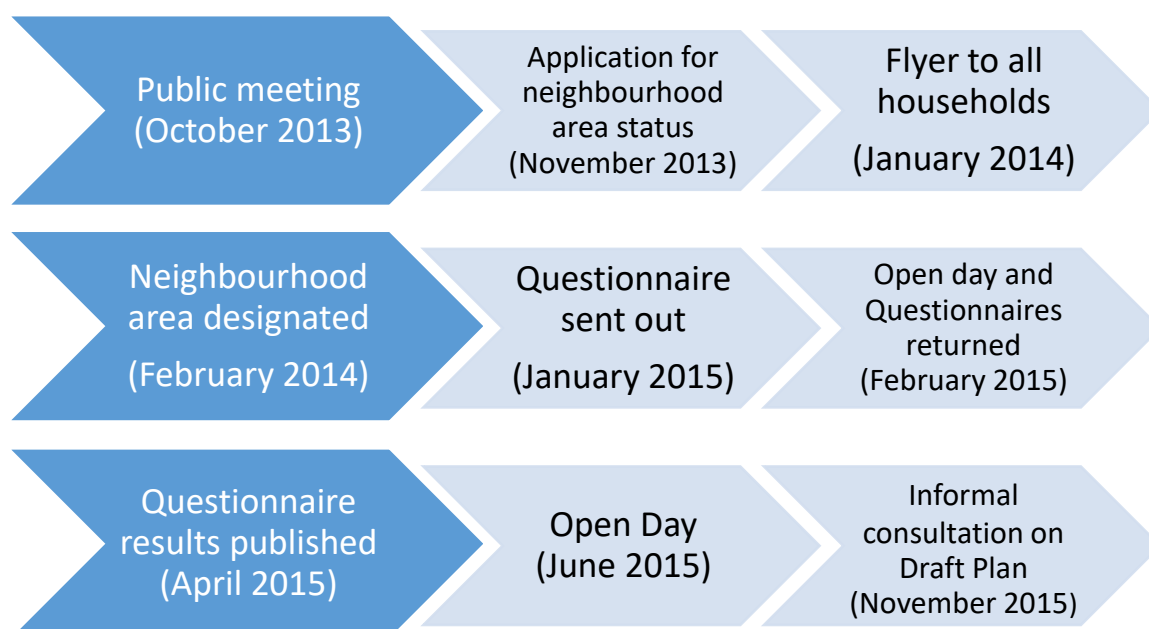 Public meeting
(October 2013)
Application for
neighbourhood
area status
(November 2013)
Flyer to all
households
(January 2014)
Neighbourhood
area designated
(February 2014)
Questionnaire
sent out
(January 2015)
Open day and
Questionnaires
returned
(February 2015)
Questionnaire
results published
(April 2015)
Open Day
(June 2015)
Informal
consultation on
Draft Plan
(November 2015)